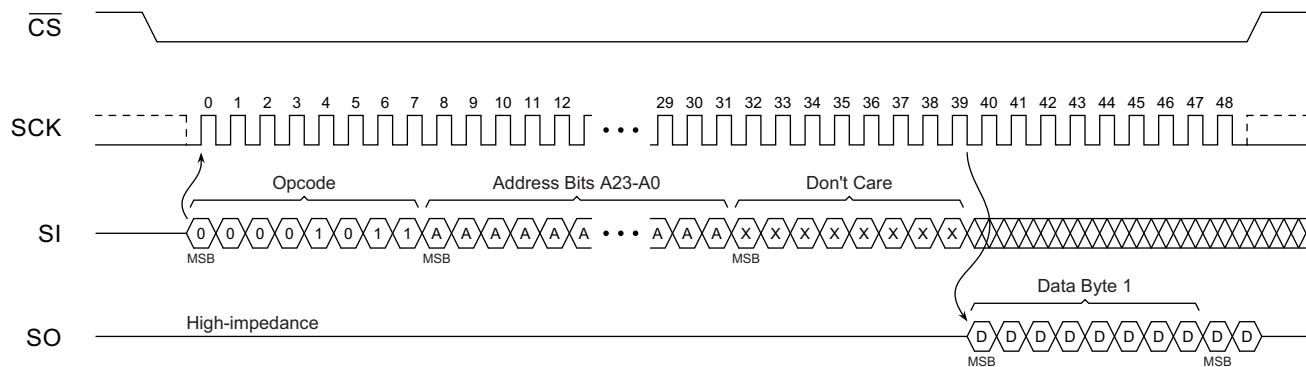 CS
0 1 2 3 4 5 6 7 8 9 10 11 12 29 30 31 32 33 34 35 36 37 38 39 40 41 42 43 44 45 46 47 48
SCK
Opcode Address Bits A23-A0 Don't Care
SI 0 0 0 0 1 0 1 1 A A A A A A A A A X X X X X X X X
MSB MSB MSB
Data Byte 1
High-impedance
SO D D D D D D D D D D
MSB MSB